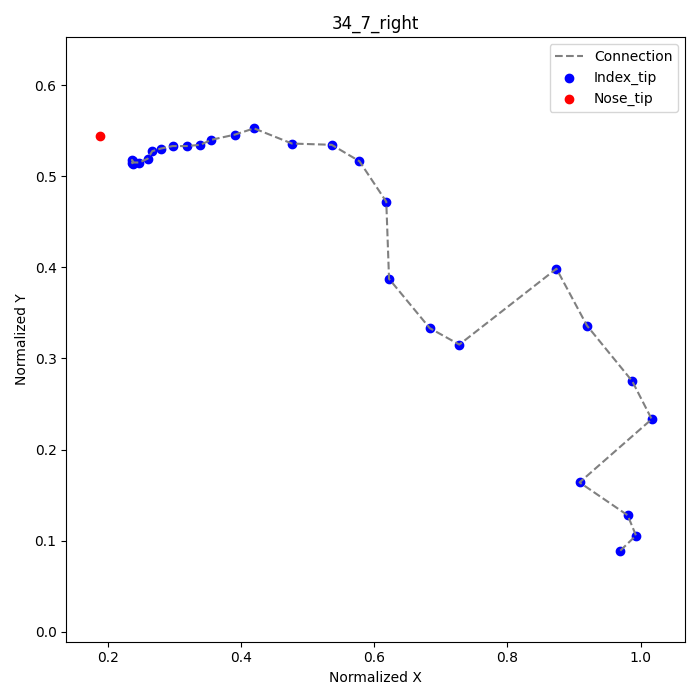 34_7_right
Connection
Index_tip
Nose_tip
Normalized Y
0.6
0.5
0.4
0.3
0.2
0.1
0.0
0.2 0.4 0.6 0.8 1.0
Normalized X